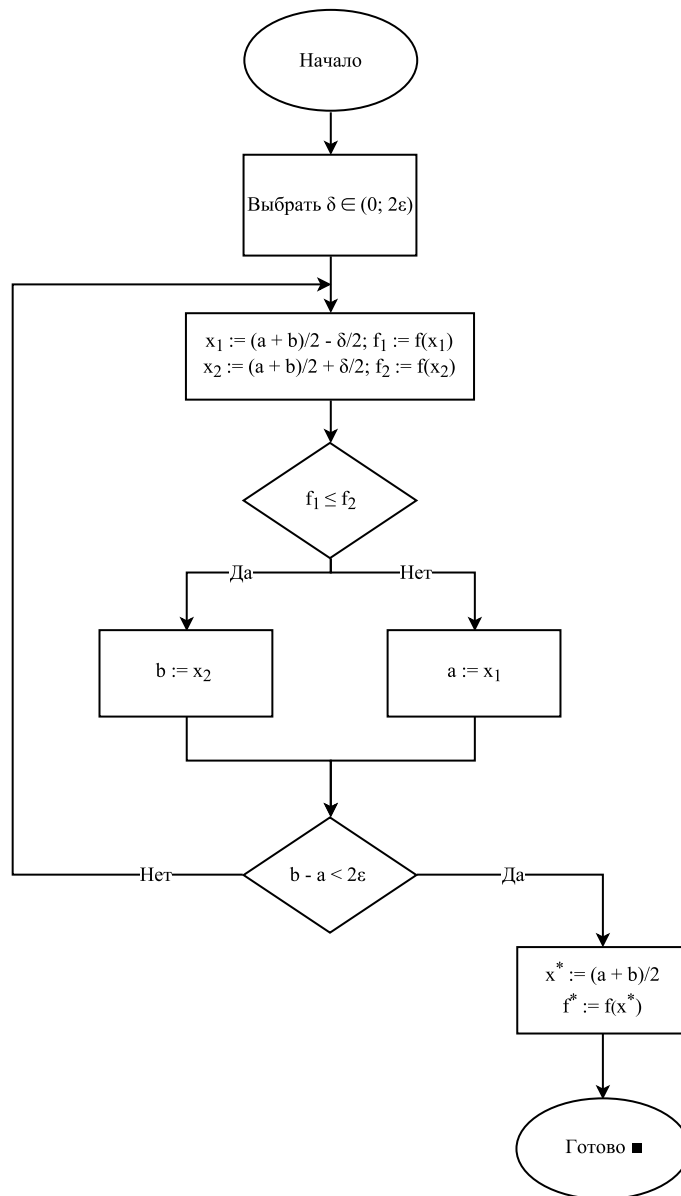 Начало
Выбрать δ ∈ (0; 2ε)
x₁ := (a + b)/2 - δ/2; f₁ := f(x₁)
x₂ := (a + b)/2 + δ/2; f₂ := f(x₂)
f₁ ≤ f₂
Да
Нет
b := x₂
a := x₁
Нет
b - a < 2ε
Да
x* := (a + b)/2
f* := f(x*)
Готово ■